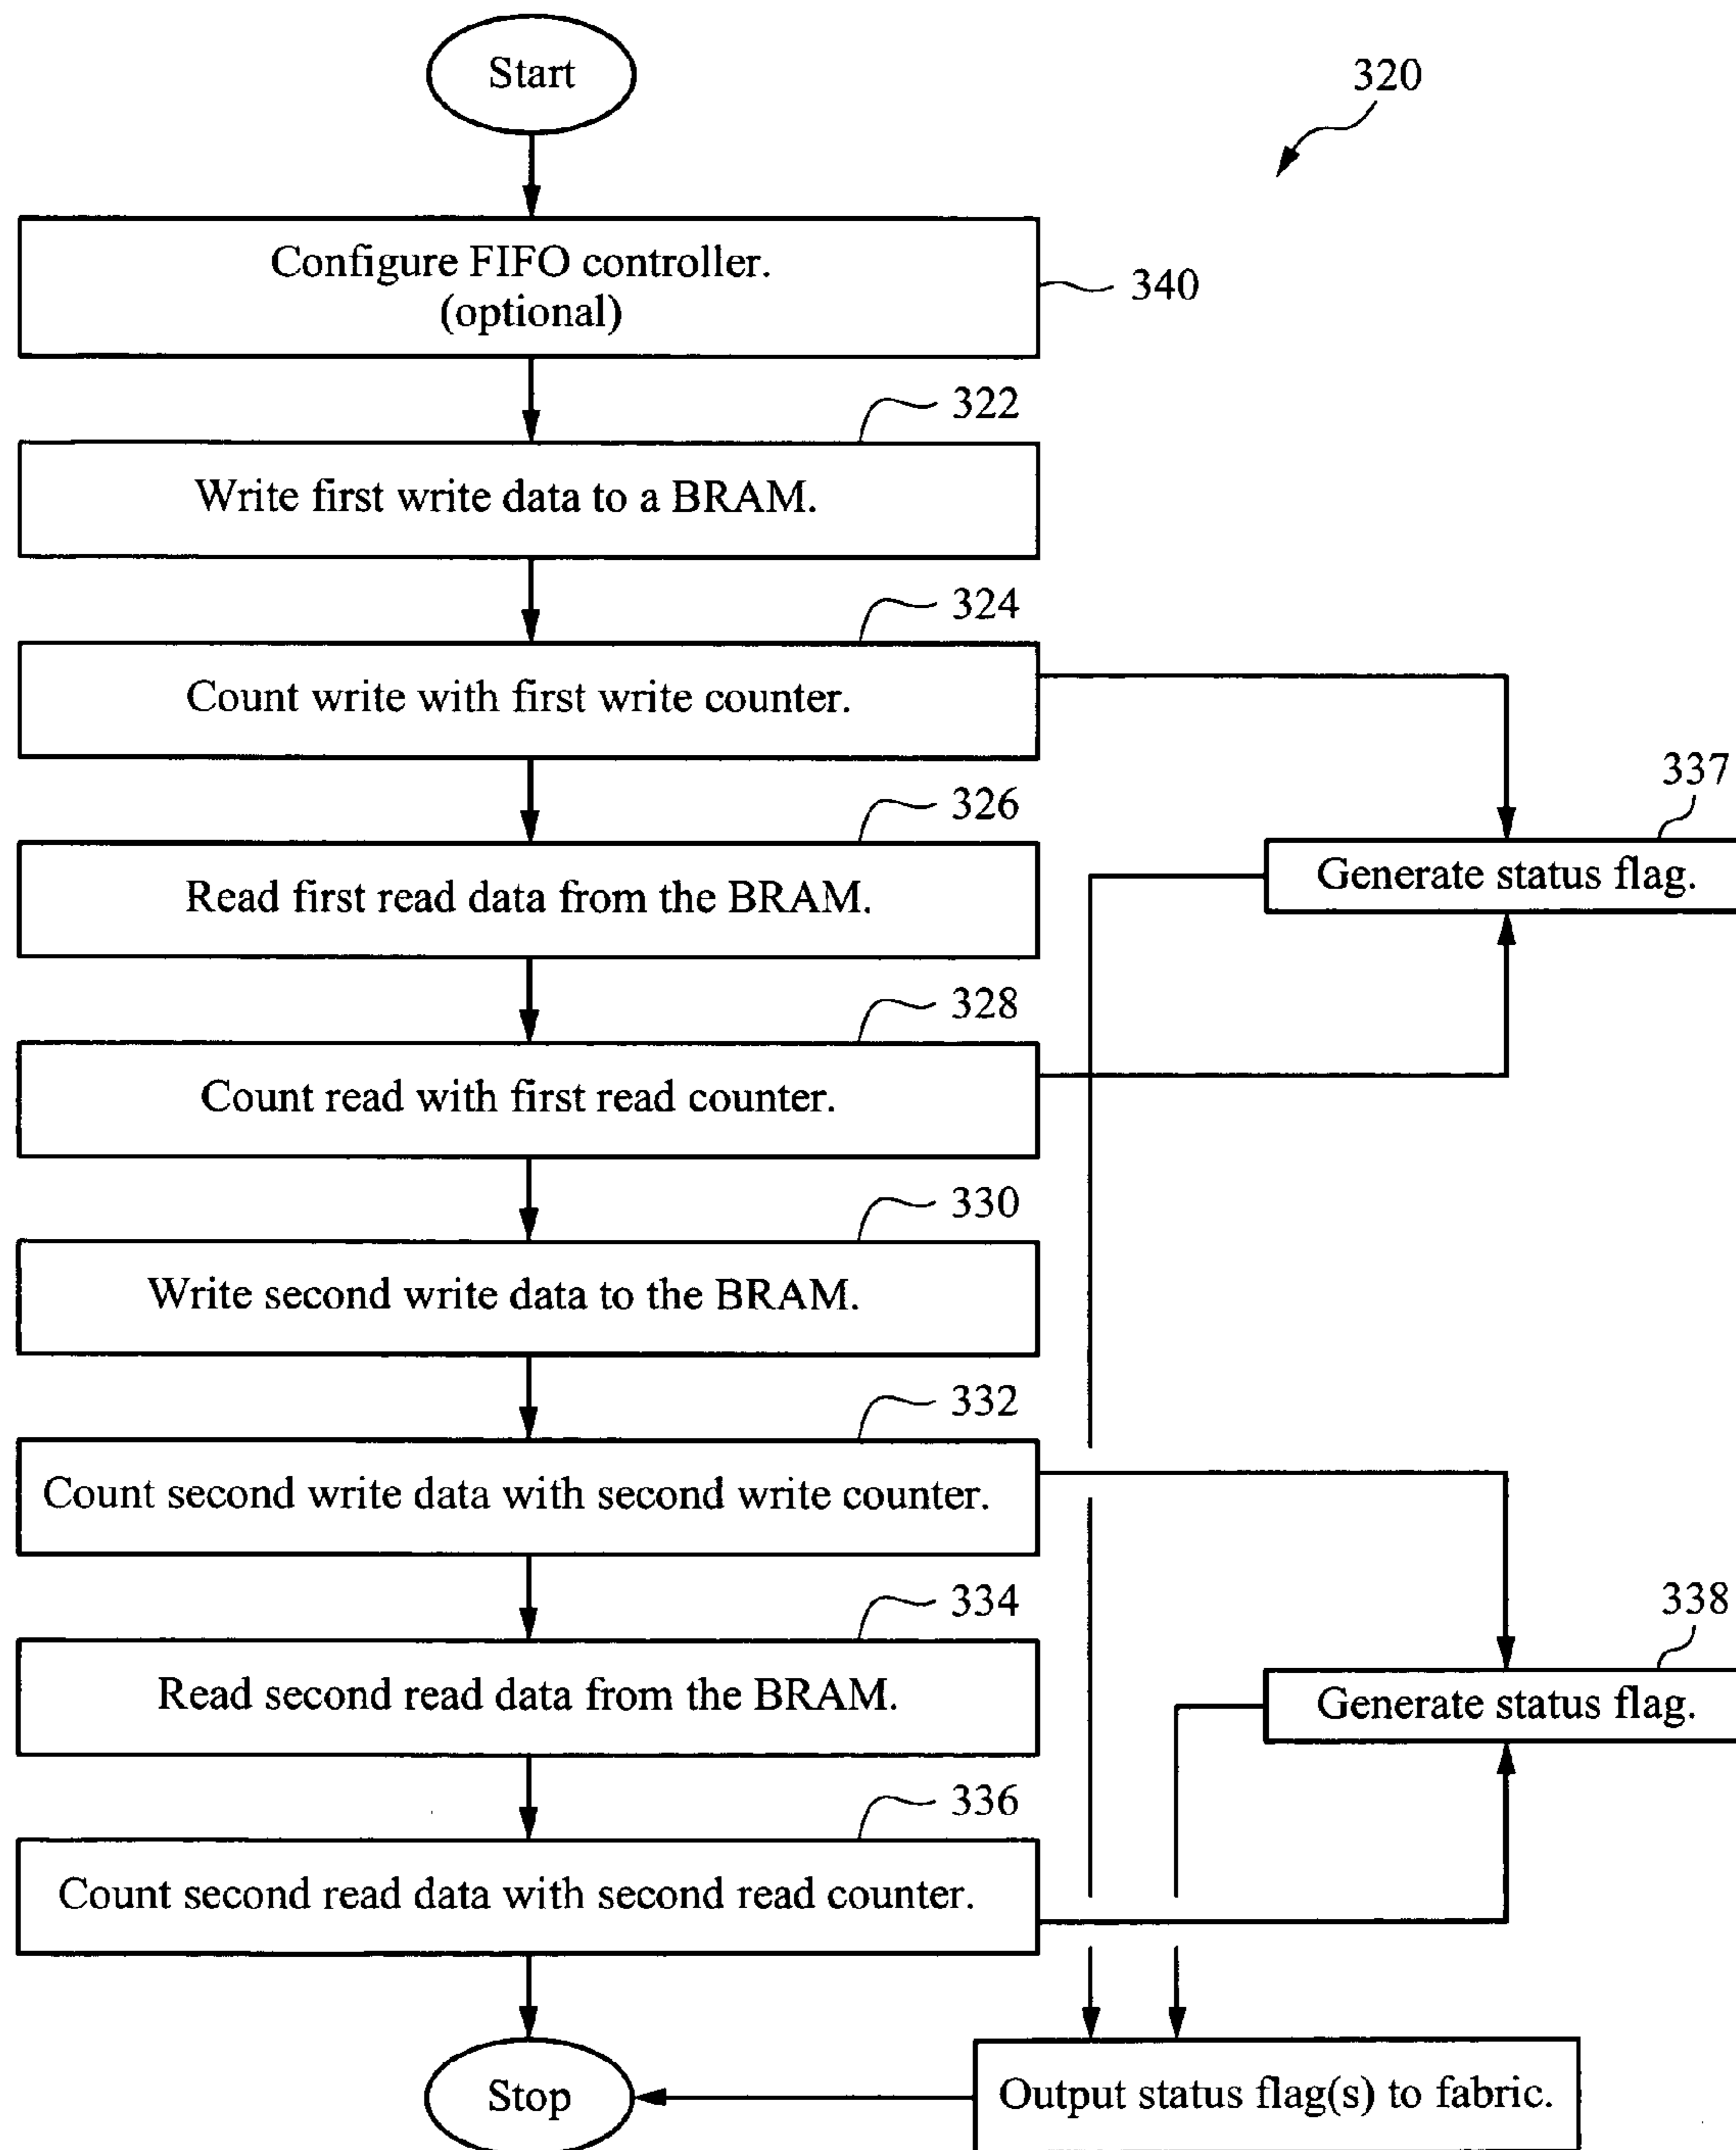 Start
320
Configure FIFO controller.
(optional)
340
322
Write first write data to a BRAM.
324
Count write with first write counter.
326
337
Read first read data from the BRAM.
Generate status flag.
328
Count read with first read counter.
330
Write second write data to the BRAM.
332
Count second write data with second write counter.
334
338
Read second read data from the BRAM.
Generate status flag.
336
Count second read data with second read counter.
Stop
Output status flag(s) to fabric.